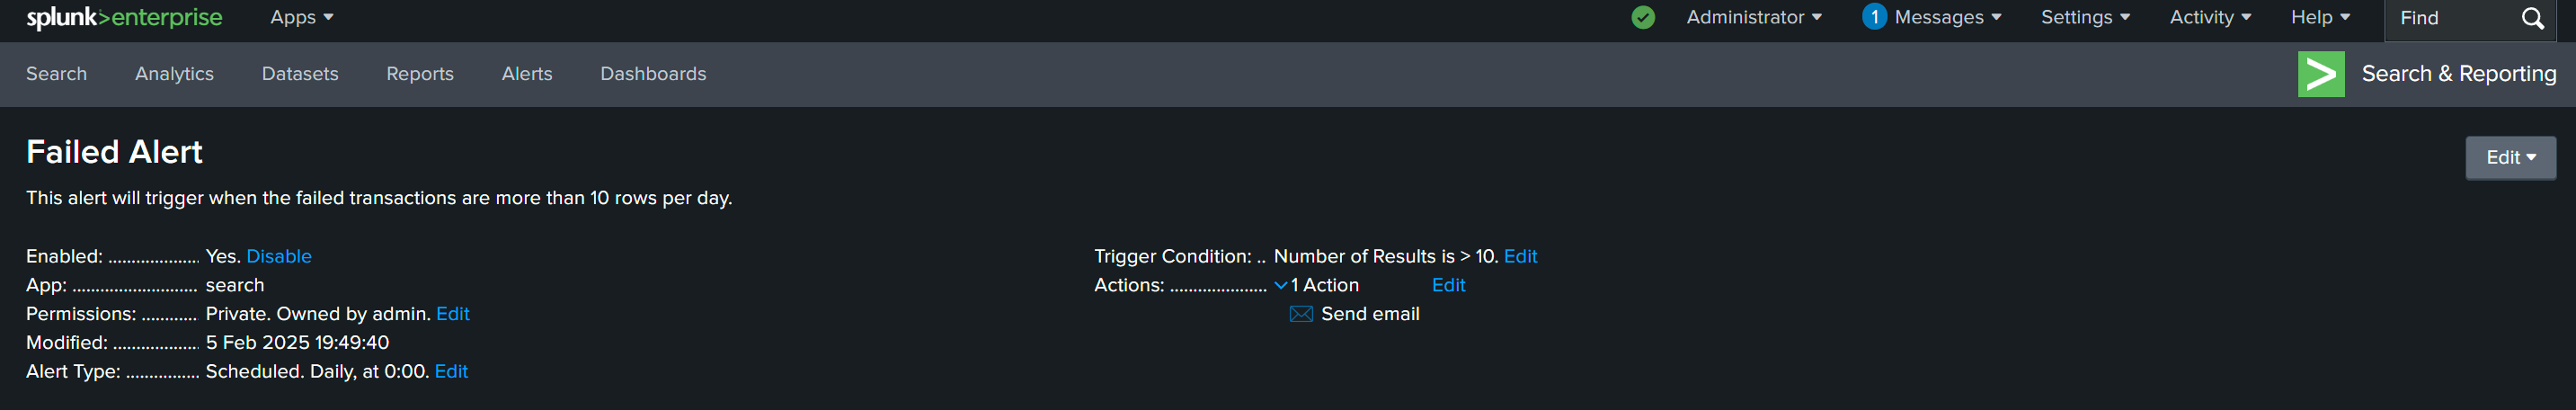 splunk>enterprise Apps Administrator 1 Messages Settings Activity Help Find
Search Analytics Datasets Reports Alerts Dashboards > Search & Reporting
Failed Alert
Edit
This alert will trigger when the failed transactions are more than 10 rows per day.
Enabled: .................... Yes. Disable
App: ........................... search
Permissions: ............ Private. Owned by admin. Edit
Modified: ................... 5 Feb 2025 19:49:40
Alert Type: ................ Scheduled. Daily, at 0:00. Edit
Trigger Condition: .. Number of Results is > 10. Edit
Actions: ..................... 1 Action Edit
Send email